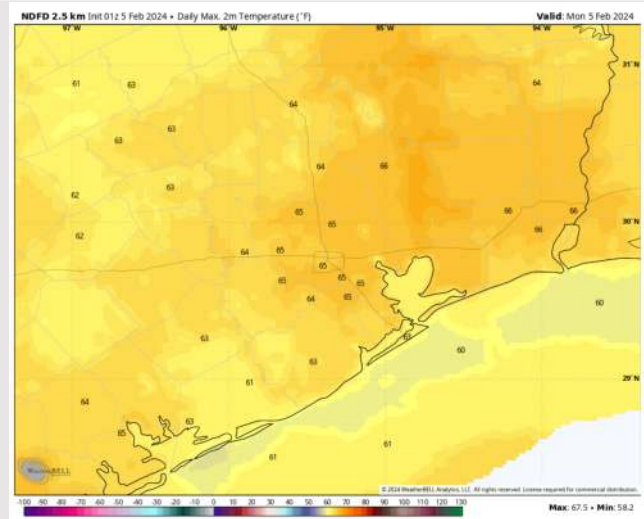 NDFD 2.5 km Init 01z 5 Feb 2024 • Daily Max. 2m Temperature (°F) Valid: Mon 5 Feb 2024
97°W 96°W 95°W 94°W
31°N
61 63 64
64
63 63
64 66
62 63
65 66 66
65 30°N
62 66
64 65
65
65 65 65
64 65
60
63 63
60
63 29°N
61
64
63
65
61
61
WeatherBELL
© 2024 WeatherBELL Analytics, LLC. All rights reserved. License required for commercial distribution.
-100 -90 -80 -70 -60 -50 -40 -30 -20 -10 0 10 20 30 40 50 60 70 80 90 100 110 120 130
Max: 67.5 • Min: 58.2